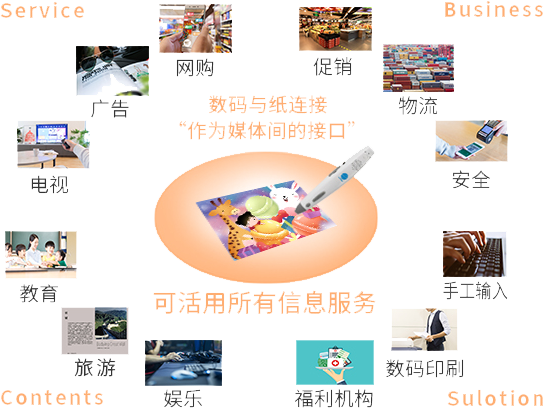 Service
Business
网购
促销
广告
物流
数码与纸连接
“作为媒体间的接口”
电视
安全
教育
手工输入
可活用所有信息服务
旅游
数码印刷
娱乐
福利机构
Contents
Sulotion